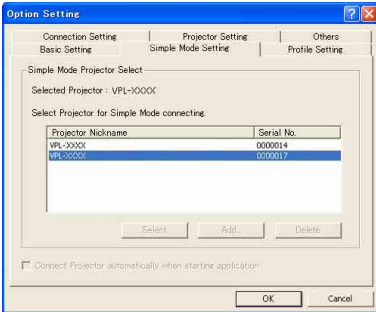 Option Setting
Connection Setting Projector Setting Others
Basic Setting Simple Mode Setting Profile Setting
Simple Mode Projector Select
Selected Projector : VPL-XXXX
Select Projector for Simple Mode connecting.
Projector Nickname Serial No.
VPL-XXXX 0000014
VPL-XXXX 0000017
Select Add... Delete
Connect Projector automatically when starting application
OK Cancel